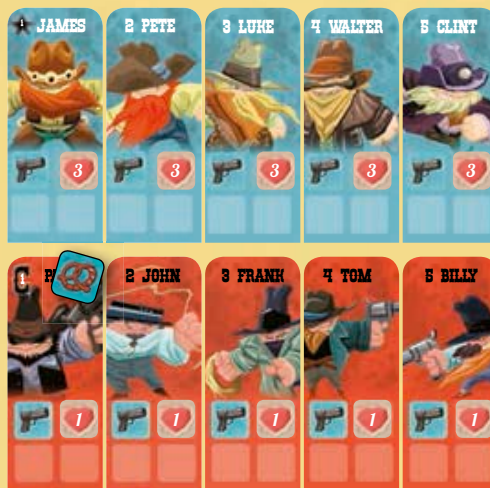 1 JAMES
2 PETE
3 LUKE
4 WALTER
5 CLINT
3
3
3
3
3
1
2 JOHN
3 FRANK
4 TOM
5 BILLY
1
1
1
1
1